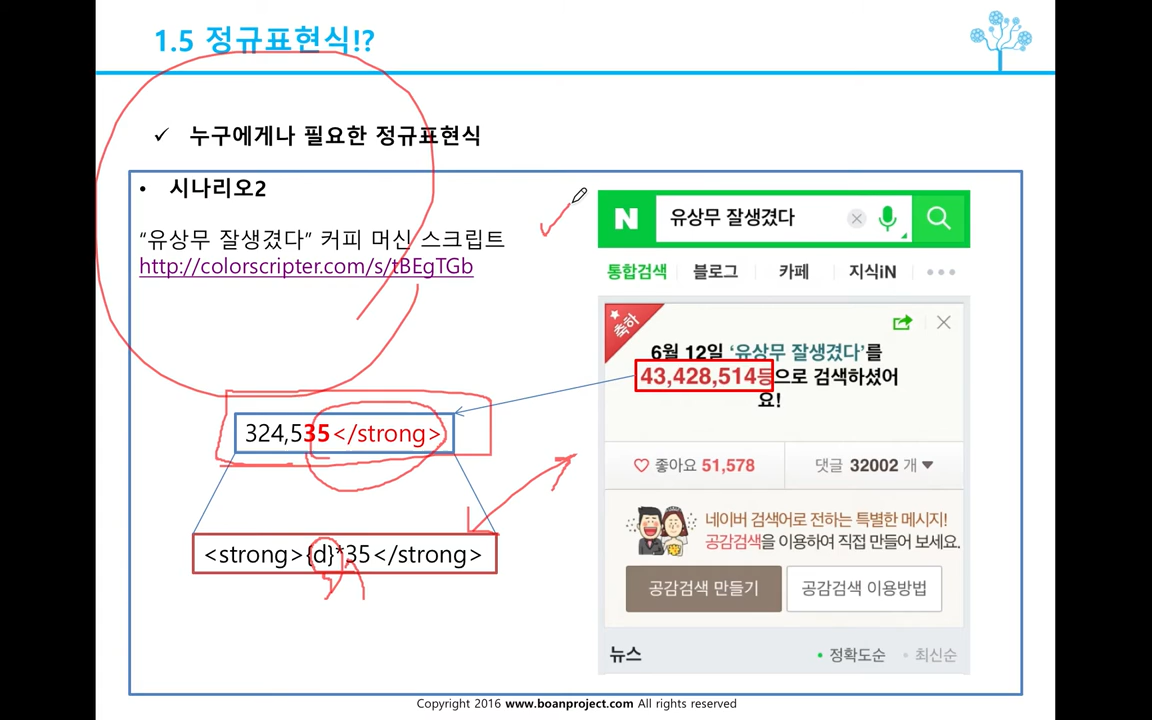 1.5 정규표현식!?
✓ 누구에게나 필요한 정규표현식
• 시나리오2
“유상무 잘생겼다” 커피 머신 스크립트
http://colorscripter.com/s/tBEgTGb
324,535</strong>
<strong>{d}*35</strong>
N 유상무 잘생겼다
통합검색 블로그 카페 지식iN
축하
6월 12일 ‘유상무 잘생겼다’를
43,428,514등으로 검색하셨어
요!
좋아요 51,578 댓글 32002 개
네이버 검색어로 전하는 특별한 메시지!
공감검색을 이용하여 직접 만들어 보세요.
공감검색 만들기 공감검색 이용방법
뉴스 • 정확도순 • 최신순
Copyright 2016 www.boanproject.com All rights reserved